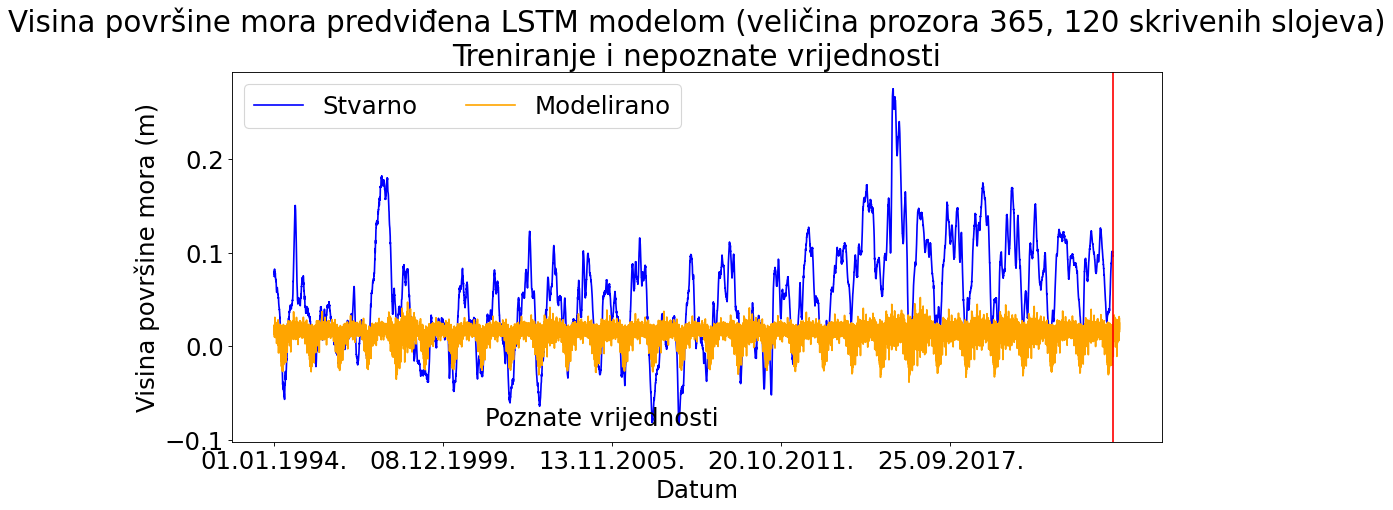 Visina površine mora predviđena LSTM modelom (veličina prozora 365, 120 skrivenih slojeva)
Treniranje i nepoznate vrijednosti
Stvarno
Modelirano
Visina površine mora (m)
0.2
0.1
0.0
−0.1
Poznate vrijednosti
01.01.1994.
08.12.1999.
13.11.2005.
20.10.2011.
25.09.2017.
Datum